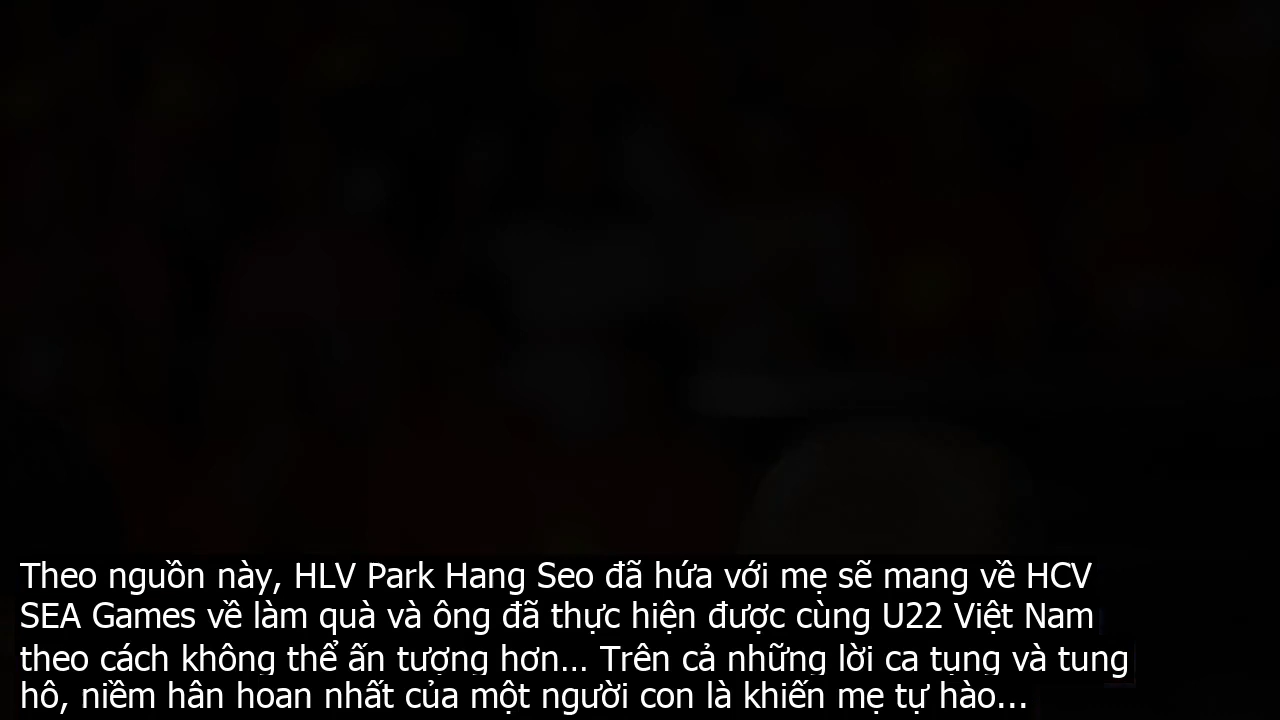 Theo nguồn này, HLV Park Hang Seo đã hứa với mẹ sẽ mang về HCV
SEA Games về làm quà và ông đã thực hiện được cùng U22 Việt Nam
theo cách không thể ấn tượng hơn... Trên cả những lời ca tụng và tung
hô, niềm hân hoan nhất của một người con là khiến mẹ tự hào...